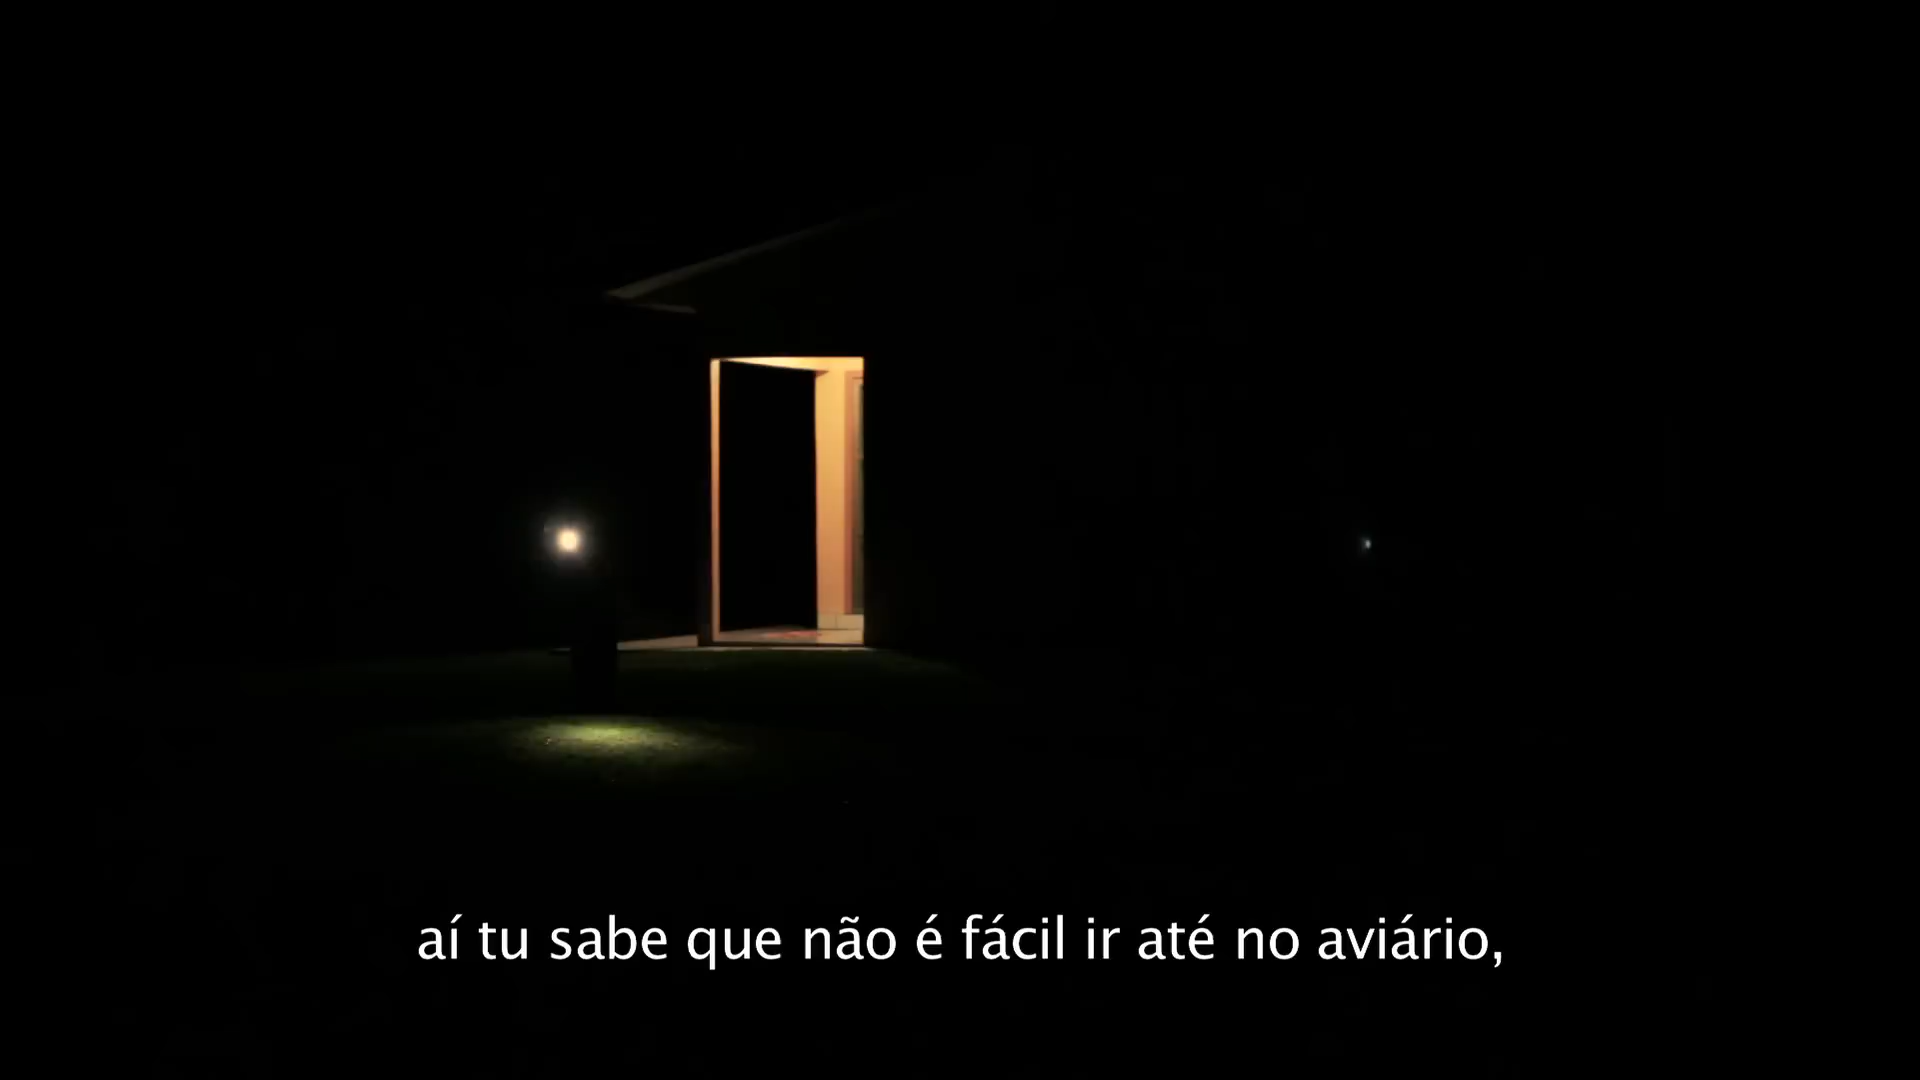 aí tu sabe que não é fácil ir até no aviário,